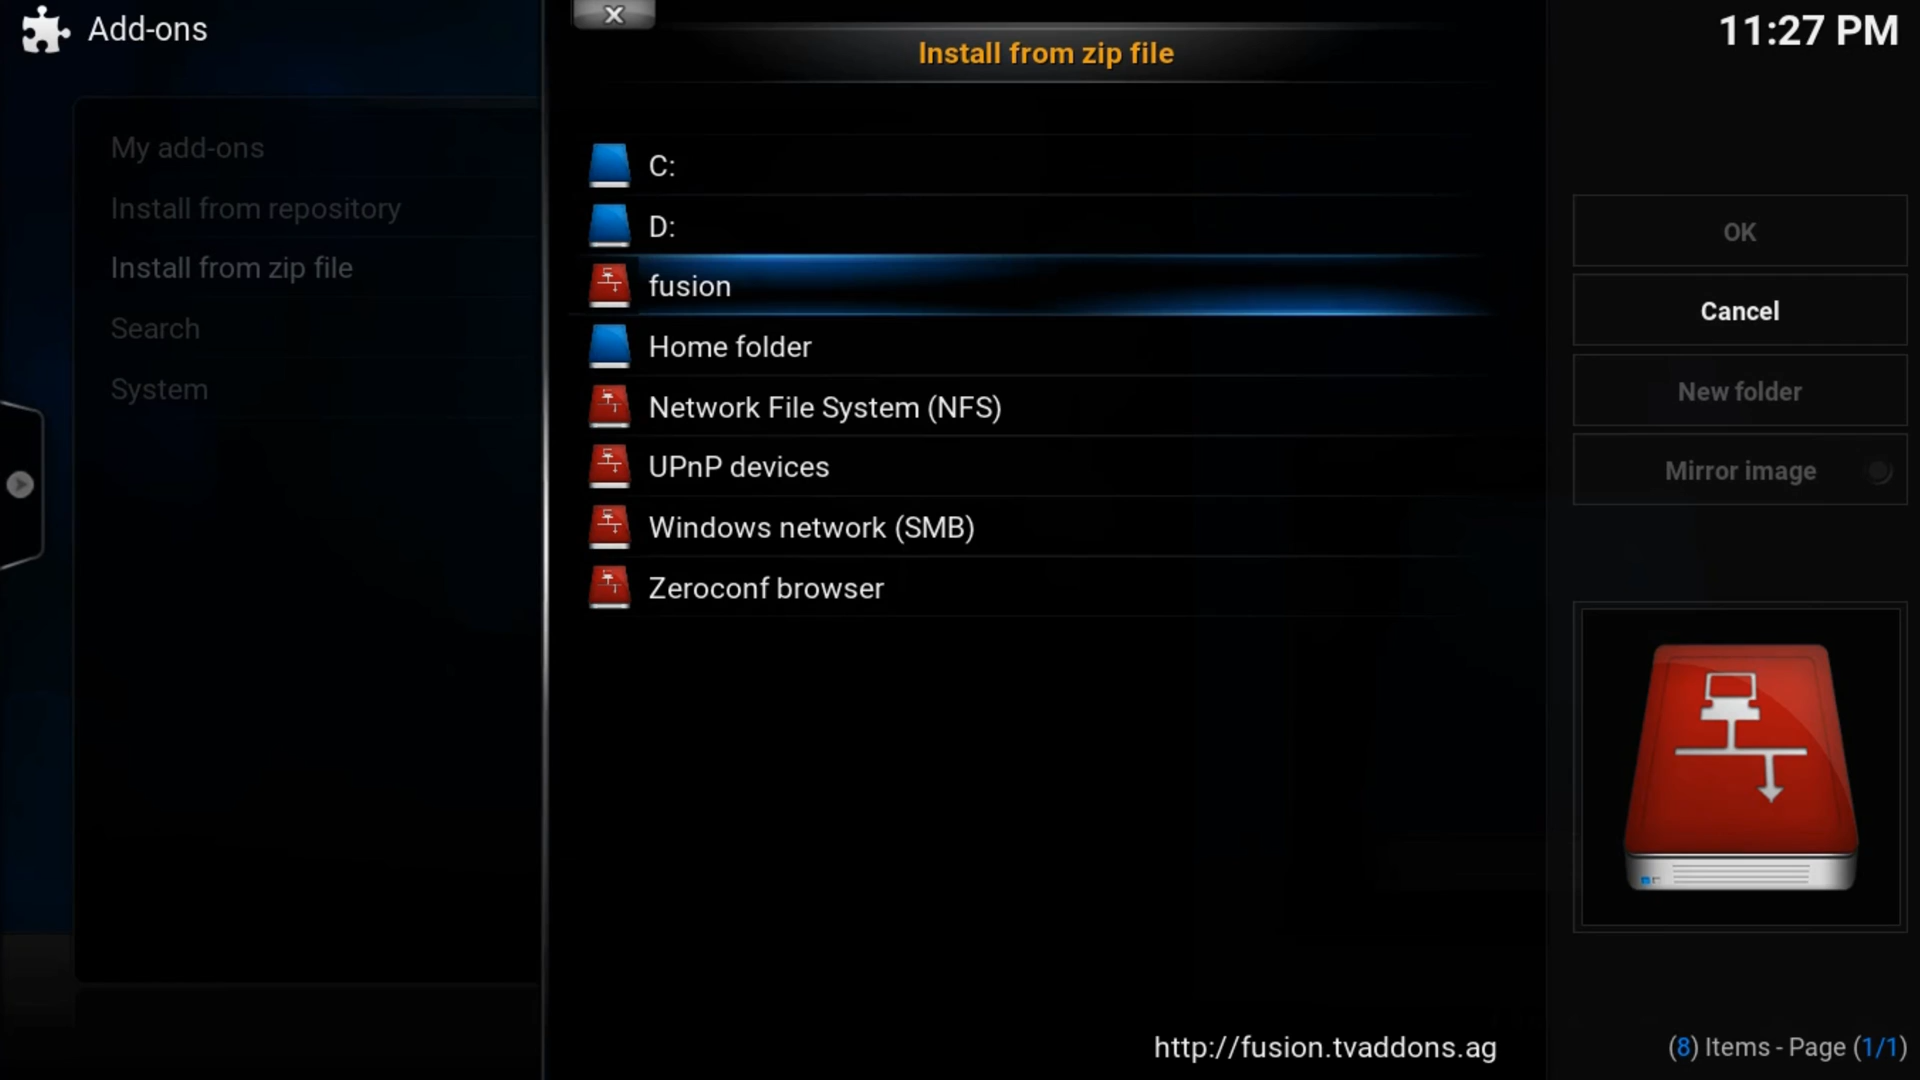 Add-ons
X
Install from zip file
11:27 PM
My add-ons
Install from repository
Install from zip file
Search
System
C:
D:
fusion
Home folder
Network File System (NFS)
UPnP devices
Windows network (SMB)
Zeroconf browser
OK
Cancel
New folder
Mirror image
http://fusion.tvaddons.ag
(8) Items - Page (1/1)